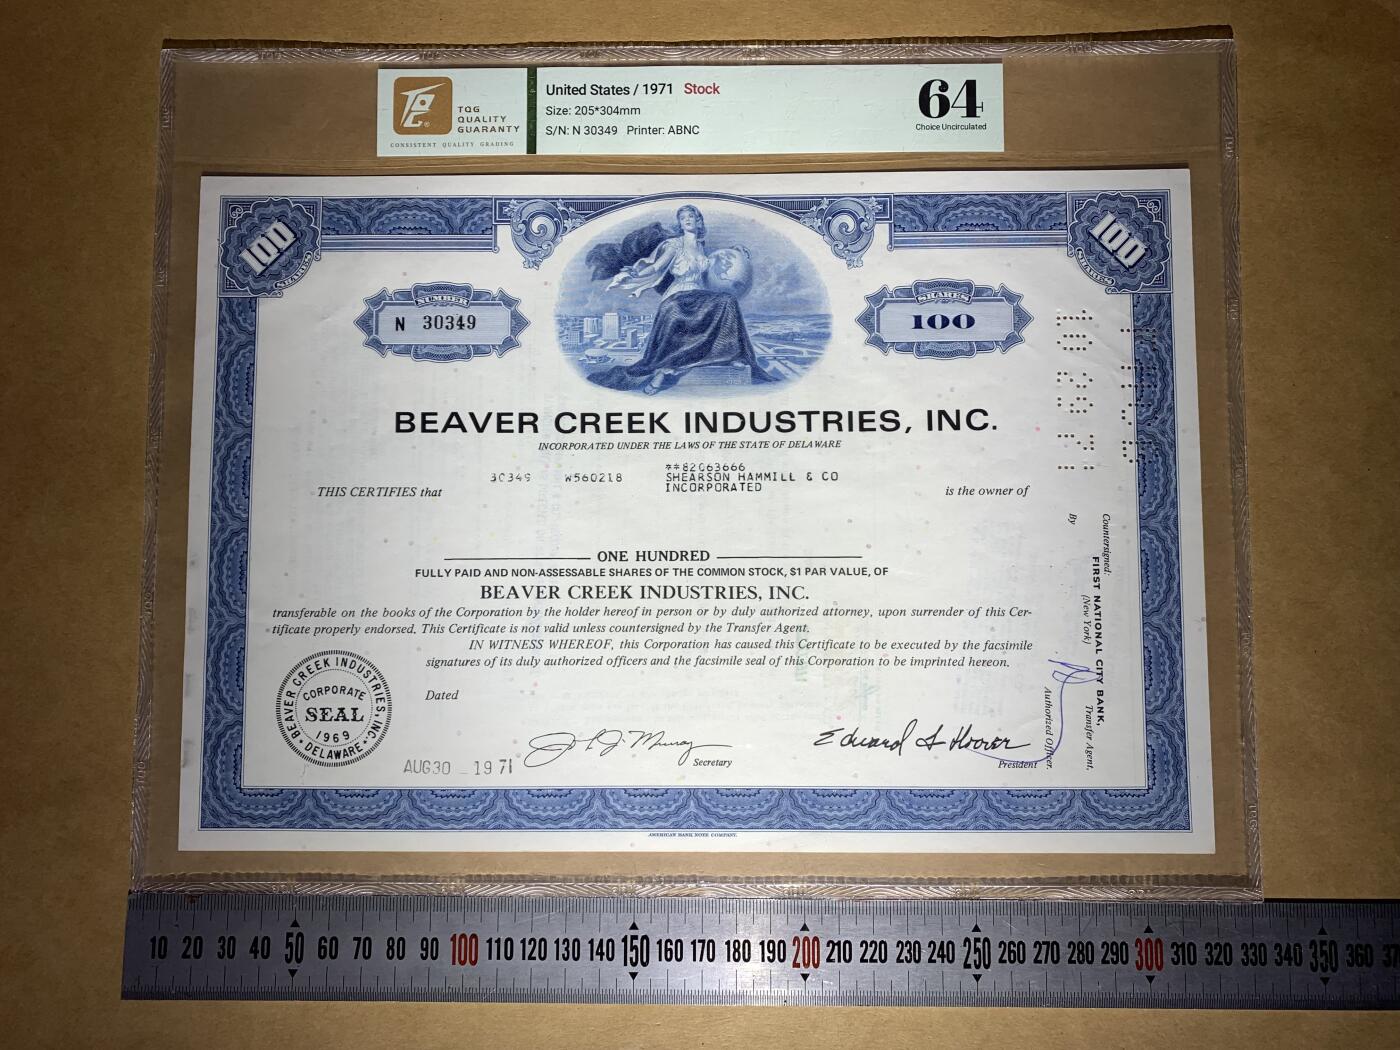 TQG
QUALITY
GUARANTY
CONSISTENT QUALITY GRADING
United States / 1971 Stock
Size: 205*304mm
S/N: N 30349 Printer: ABNC
64
Choice Uncirculated
100
SHARES
100
SHARES
NUMBER
N 30349
SHARES
100
BEAVER CREEK INDUSTRIES, INC.
INCORPORATED UNDER THE LAWS OF THE STATE OF DELAWARE
THIS CERTIFIES that
30349 W560218
**82063666
SHEARSON HAMMILL & CO
INCORPORATED
is the owner of
ONE HUNDRED
FULLY PAID AND NON-ASSESSABLE SHARES OF THE COMMON STOCK, $1 PAR VALUE, OF
BEAVER CREEK INDUSTRIES, INC.
transferable on the books of the Corporation by the holder hereof in person or by duly authorized attorney, upon surrender of this Cer-
tificate properly endorsed. This Certificate is not valid unless countersigned by the Transfer Agent.
IN WITNESS WHEREOF, this Corporation has caused this Certificate to be executed by the facsimile
signatures of its duly authorized officers and the facsimile seal of this Corporation to be imprinted hereon.
Dated
AUG 30 - 1971
BEAVER CREEK INDUSTRIES, INC.
CORPORATE
SEAL
1969
DELAWARE
Secretary
Edward S Hoover
President
Countersigned:
FIRST NATIONAL CITY BANK,
(New York)
Transfer Agent,
By
Authorized Officer.
AMERICAN BANK NOTE COMPANY.
10 20 30 40 50 60 70 80 90 100 110 120 130 140 150 160 170 180 190 200 210 220 230 240 250 260 270 280 290 300 310 320 330 340 350 360